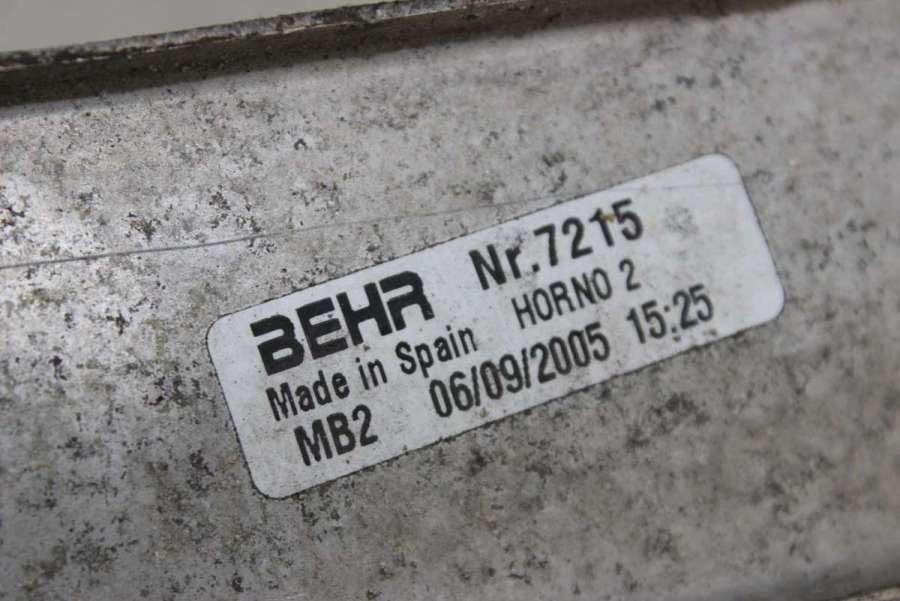 BEHR Nr.7215
Made in Spain HORNO 2
MB2 06/09/2005 15:25